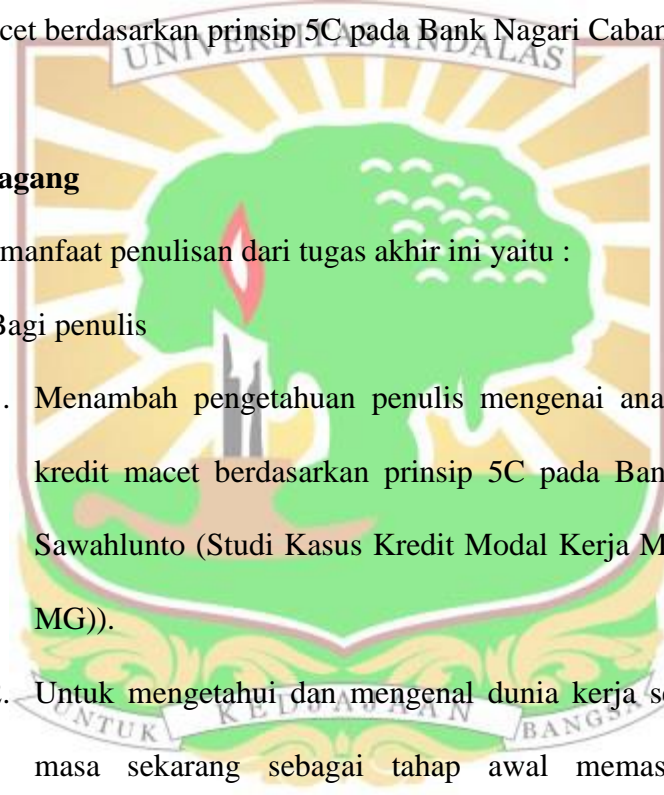 acet berdasarkan prinsip 5C pada Bank Nagari Caban
UNIVERSITAS ANDALAS
agang
manfaat penulisan dari tugas akhir ini yaitu :
Bagi penulis
. Menambah pengetahuan penulis mengenai ana
kredit macet berdasarkan prinsip 5C pada Ban
Sawahlunto (Studi Kasus Kredit Modal Kerja M
MG)).
2. Untuk mengetahui dan mengenal dunia kerja se
UNTUK KEDJAJAAN BANGSA
masa sekarang sebagai tahap awal memas